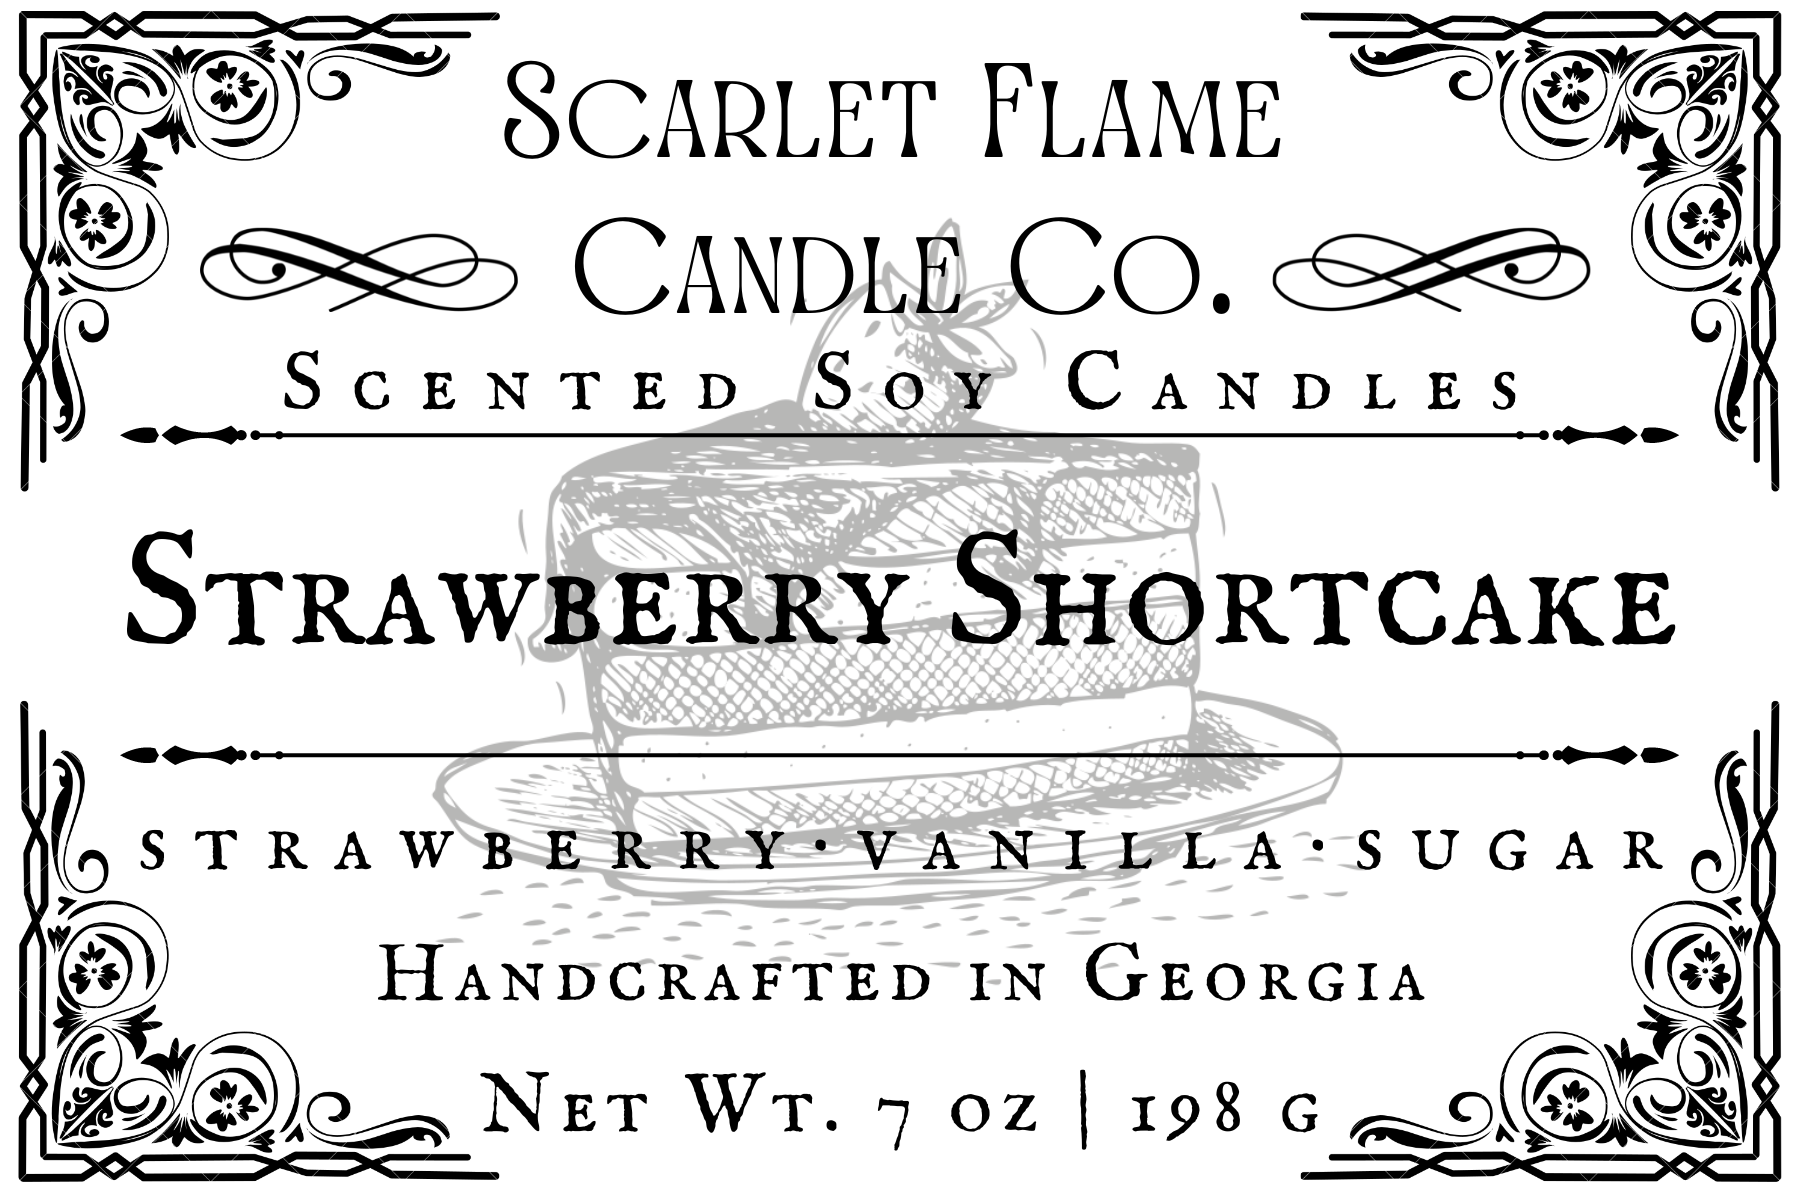 Scarlet Flame
Candle Co.
Scented Soy Candles
Strawberry Shortcake
STRAWBERRY•VANILLA•SUGAR
Handcrafted in Georgia
Net Wt. 7 oz | 198 g